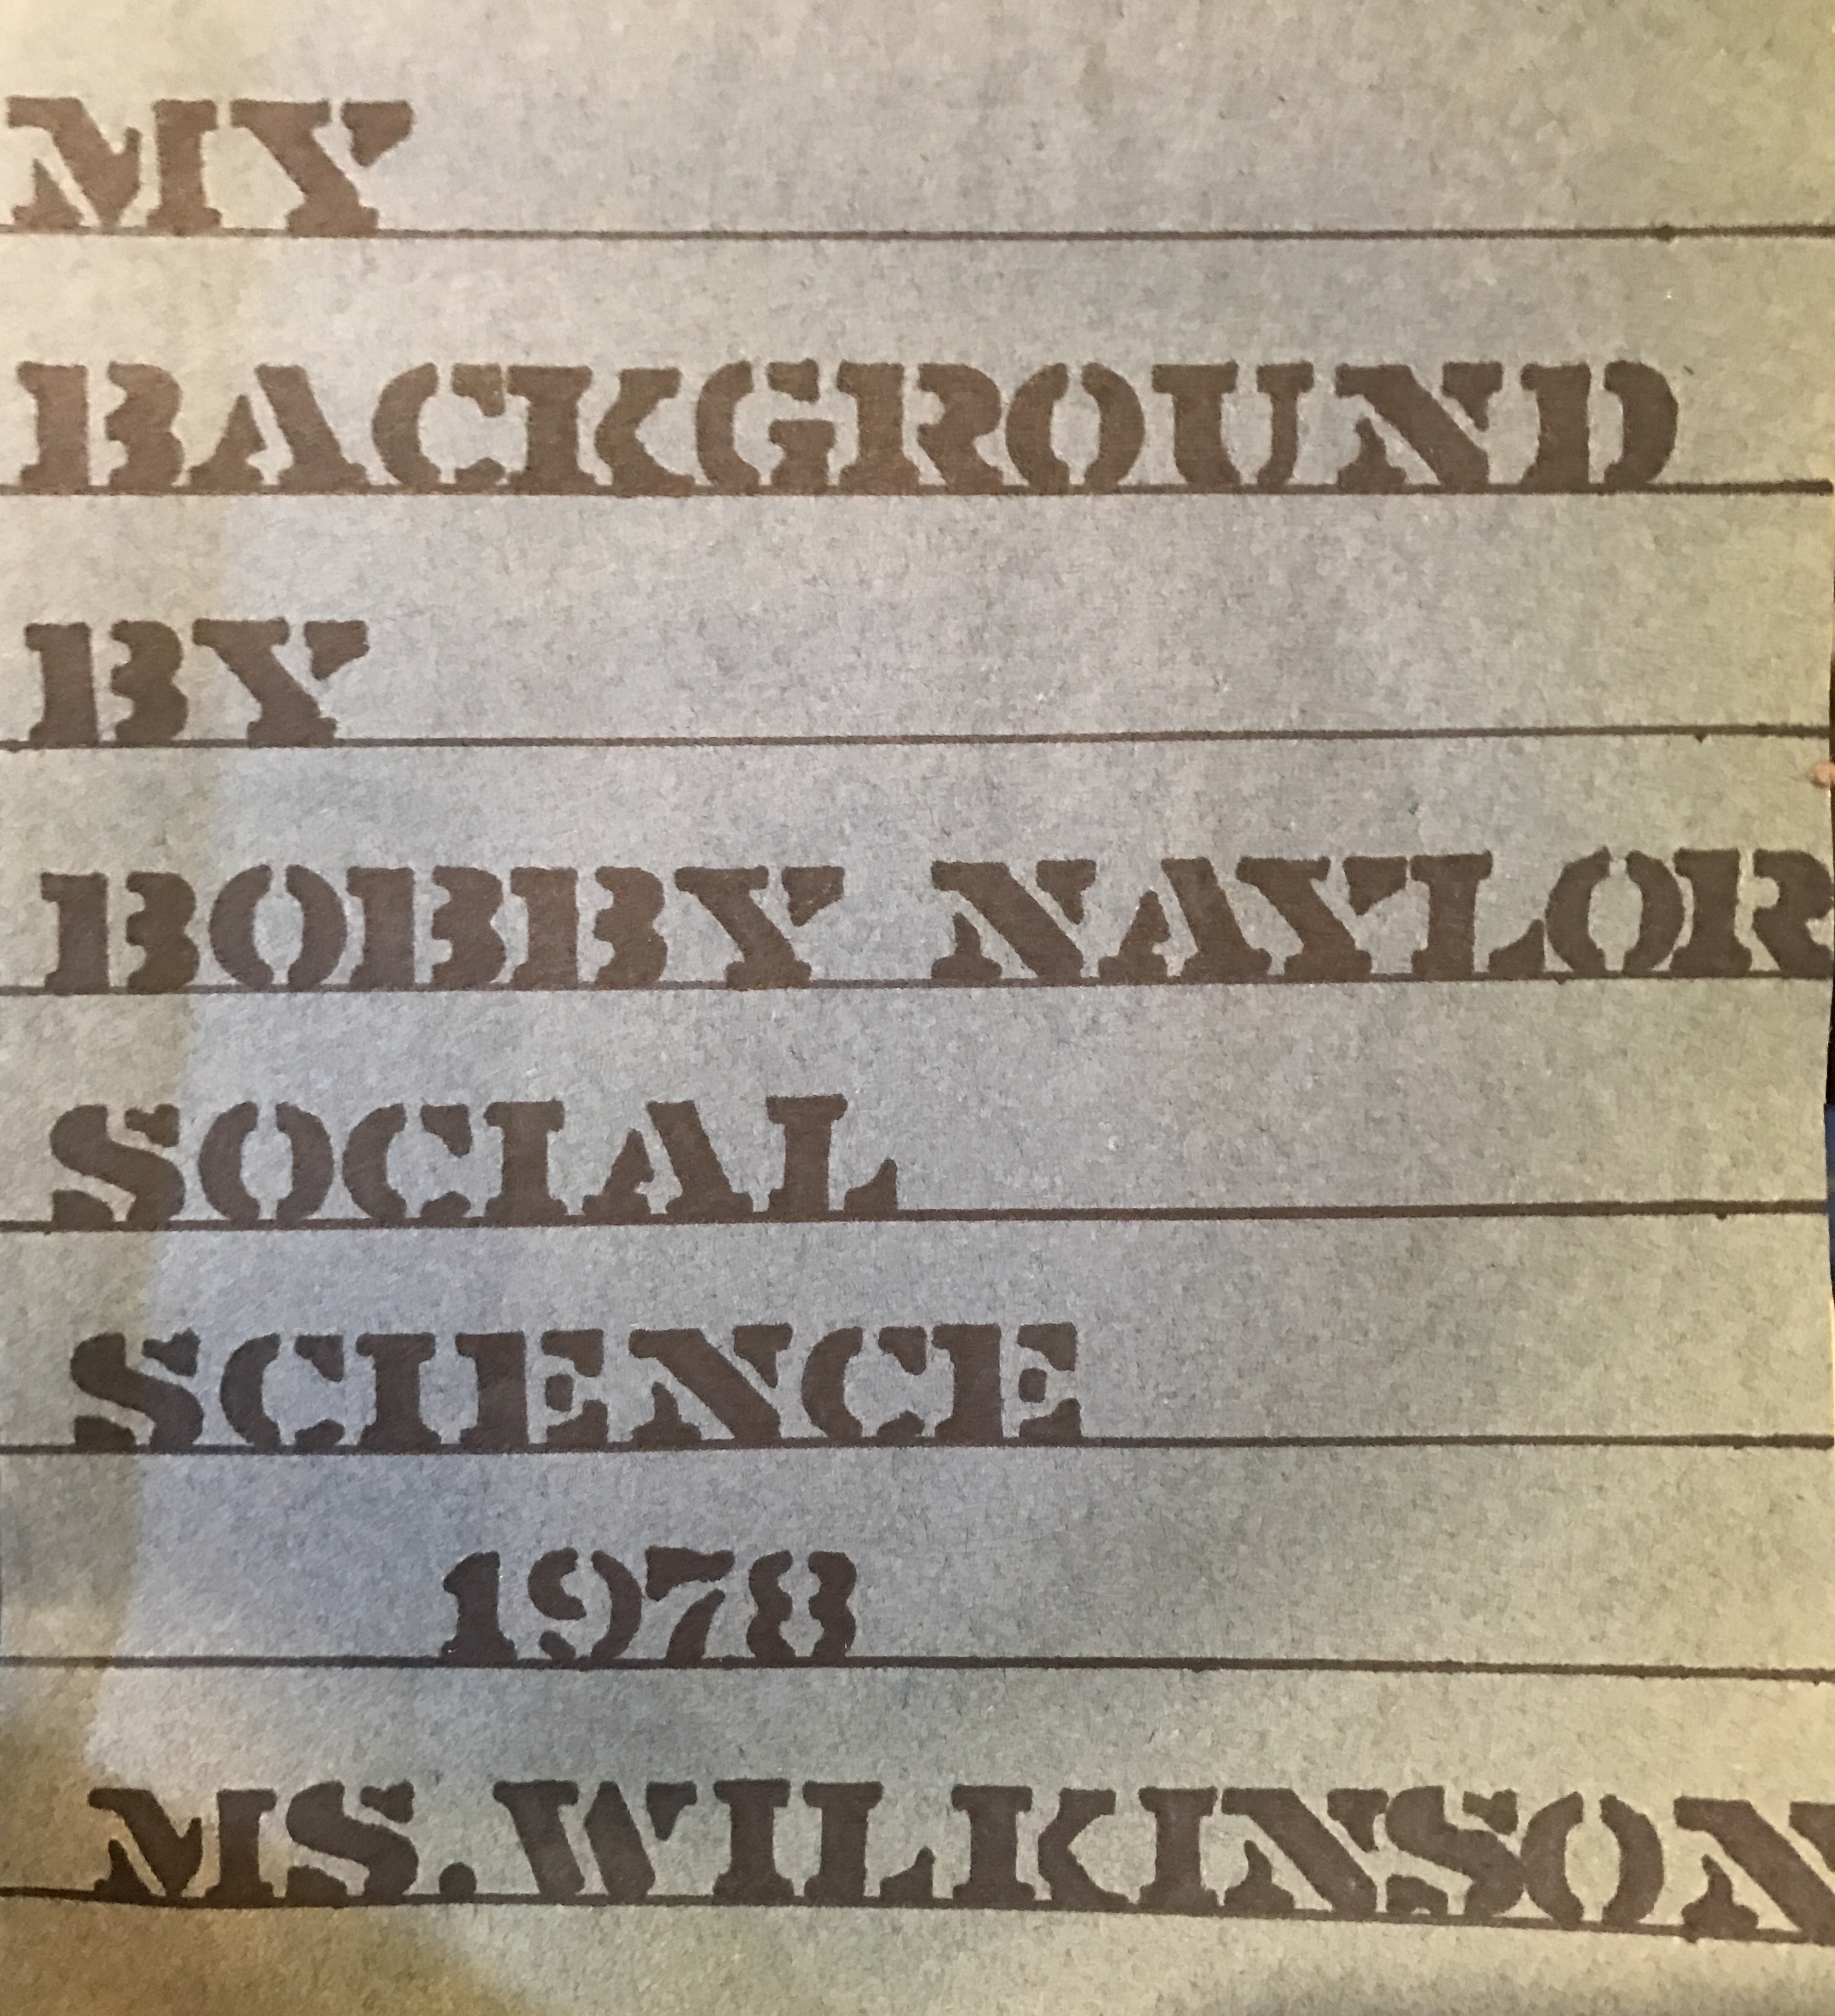 MY
BACKGROUND
BY
BOBBY NAYLOR
SOCIAL
SCIENCE
1978
MS. WILKINSON